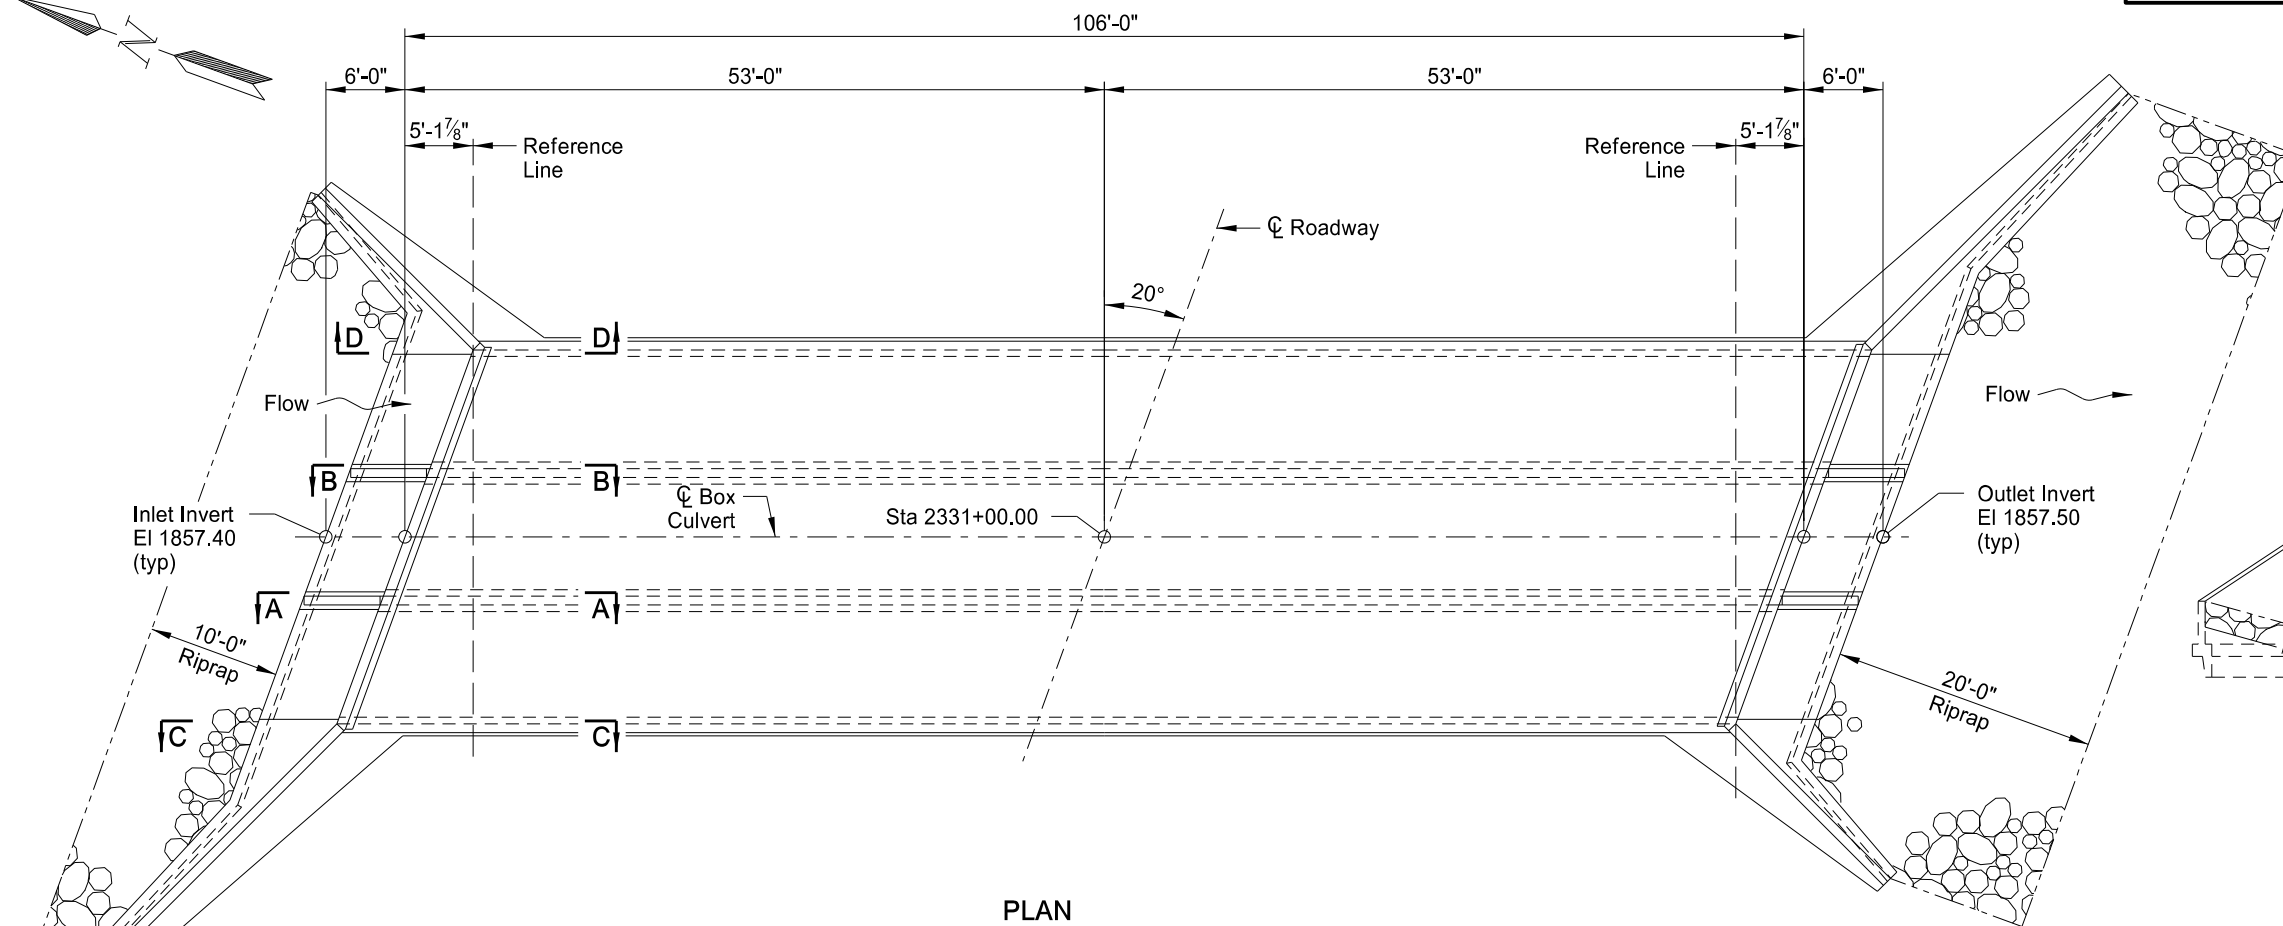 106'-0"
N
6'-0"
53'-0"
53'-0"
6'-0"
5'-1⅞"
5'-1⅞"
Reference
Line
Reference
Line
℄ Roadway
20°
D
D
Flow
Flow
B
B
℄ Box
Culvert
Sta 2331+00.00
Inlet Invert
El 1857.40
(typ)
Outlet Invert
El 1857.50
(typ)
A
A
10'-0"
Riprap
20'-0"
Riprap
C
C
PLAN